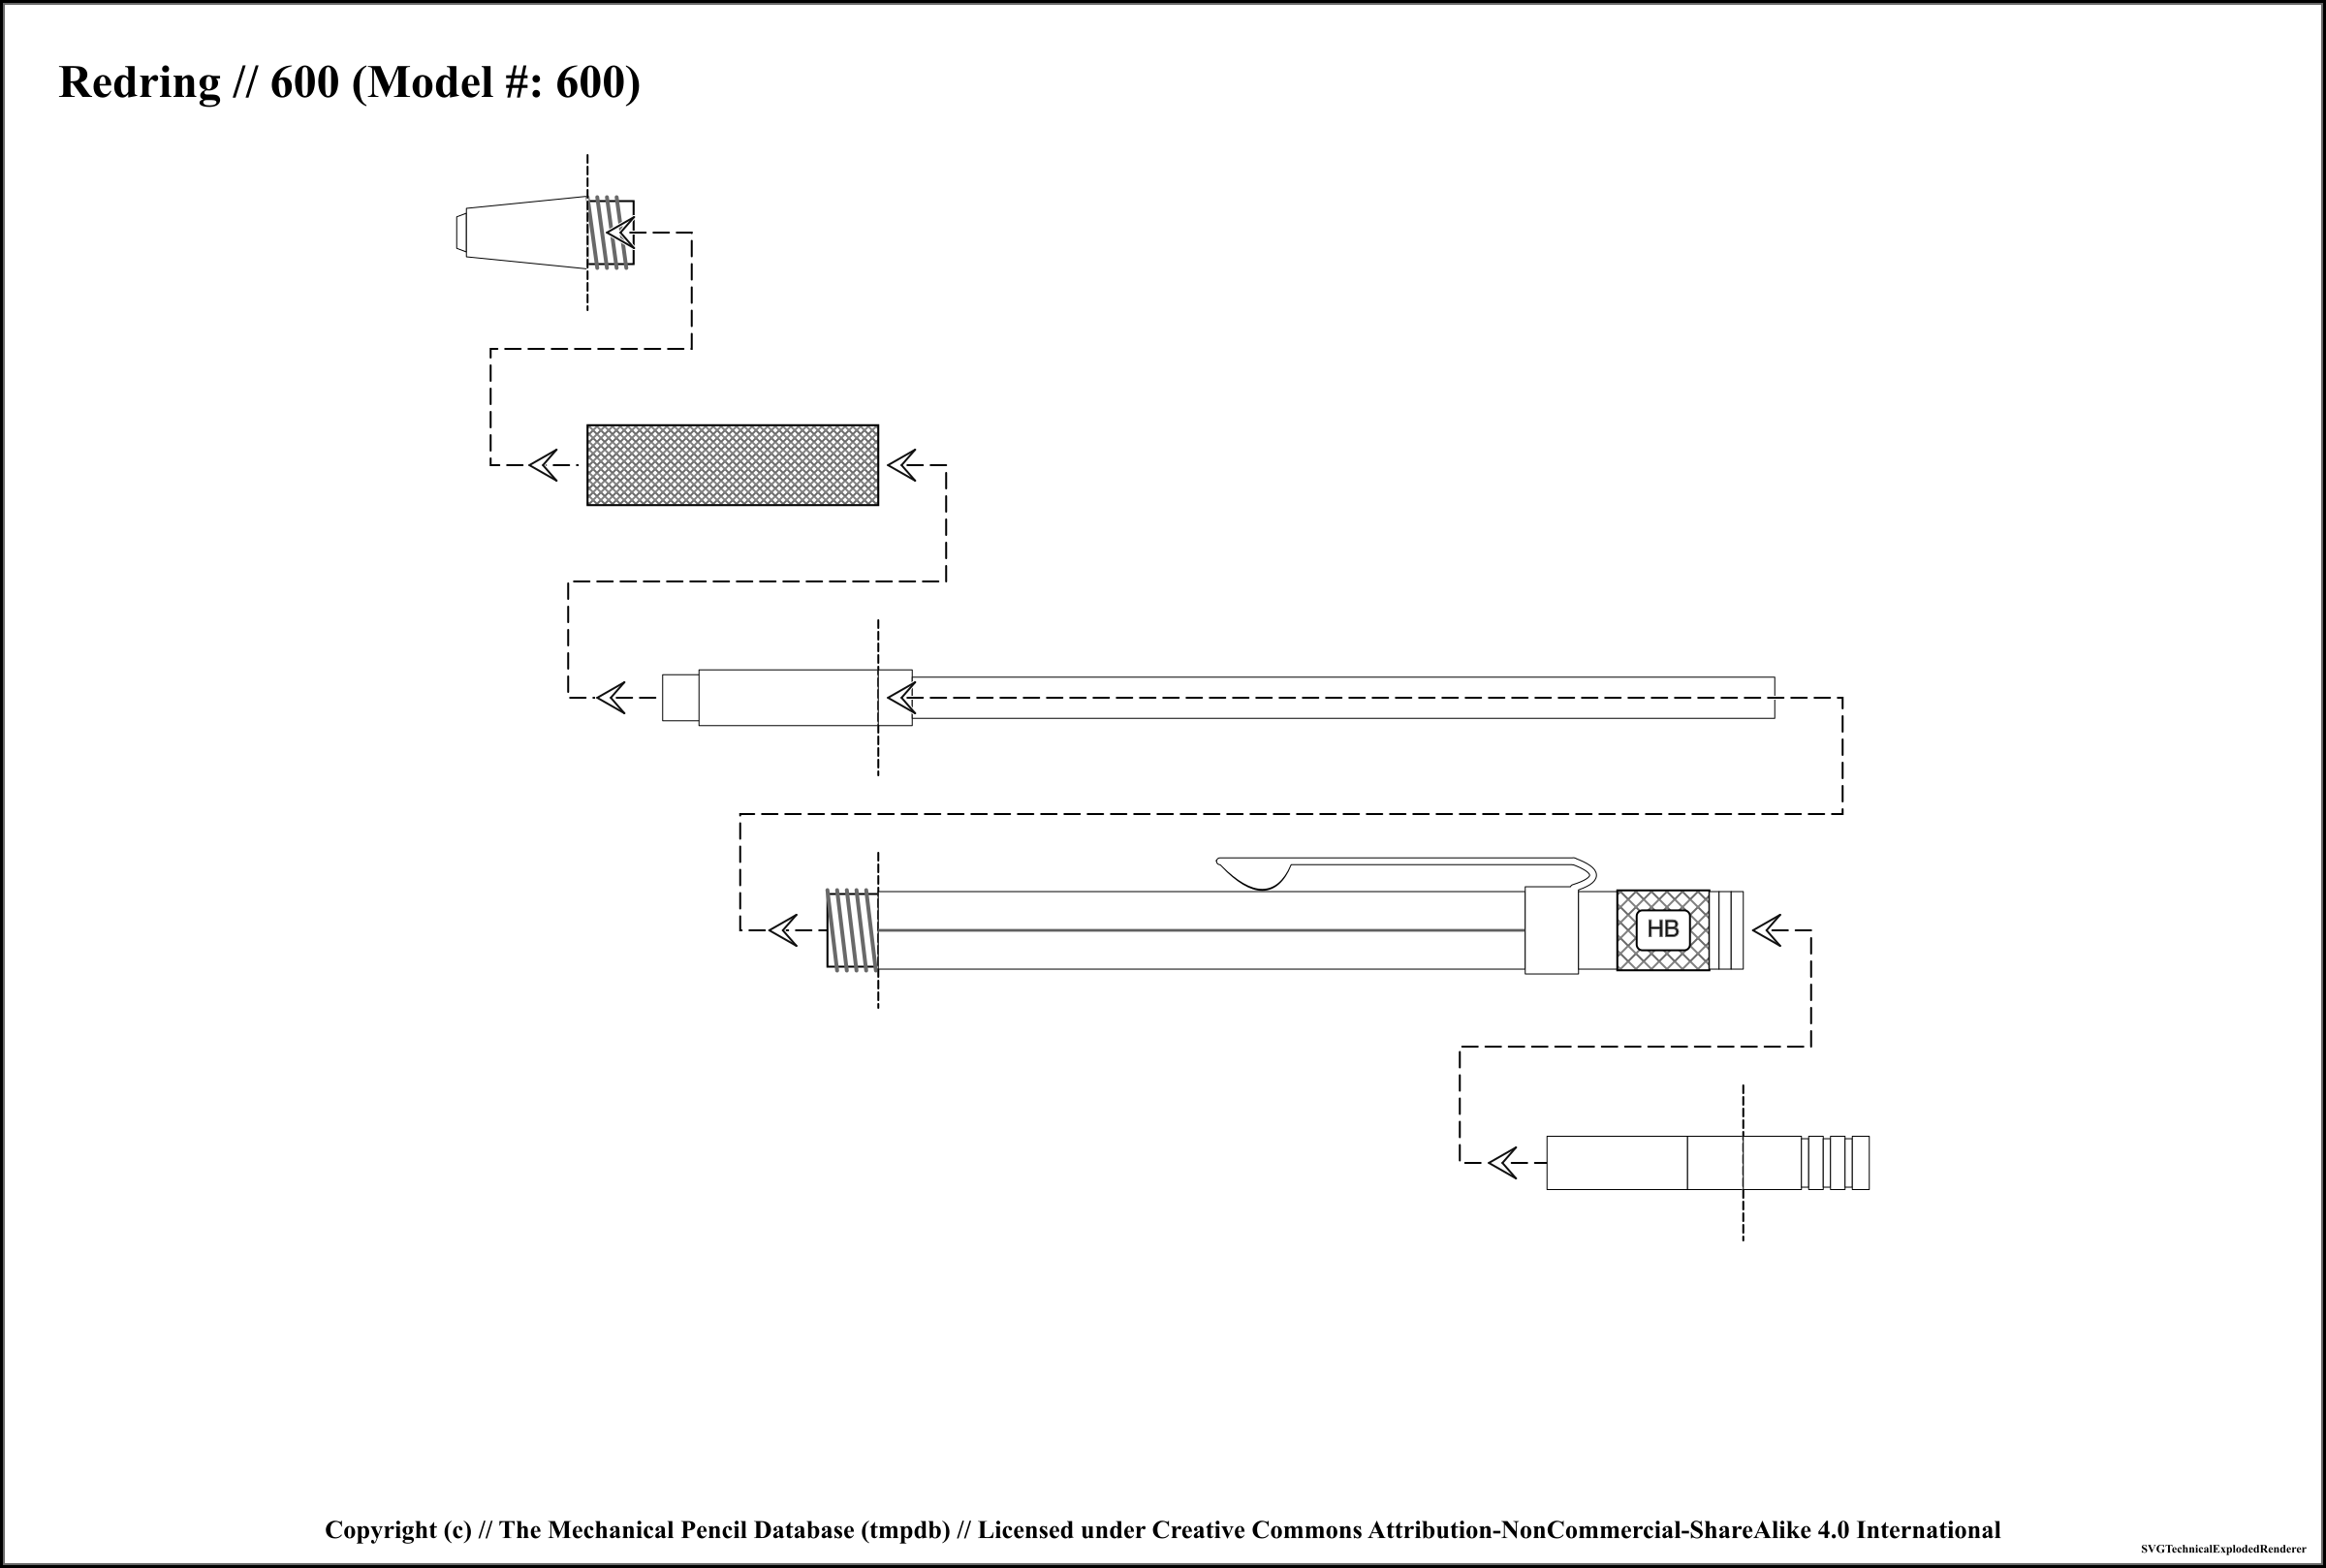 Redring // 600 (Model #: 600)
HB
Copyright (c) // The Mechanical Pencil Database (tmpdb) // Licensed under Creative Commons Attribution-NonCommercial-ShareAlike 4.0 International
SVGTechnicalExplodedRenderer